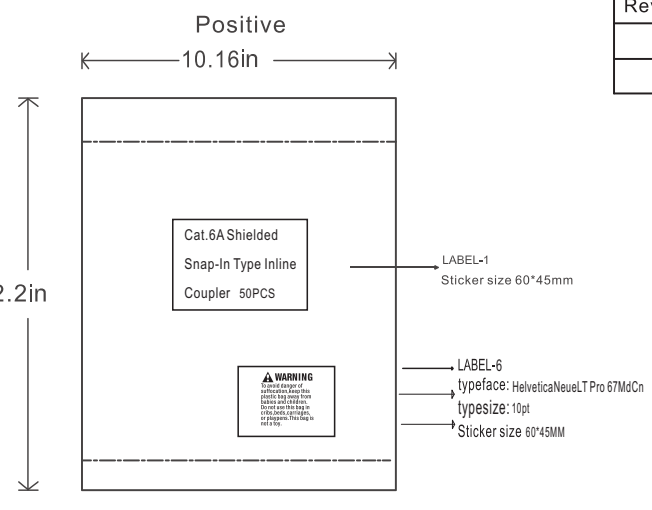 Positive
10.16in
2.2in
Cat.6A Shielded
Snap-In Type Inline
Coupler 50PCS
LABEL-1
Sticker size 60*45mm
WARNING
To avoid danger of
suffocation,keep this
plastic bag away from
babies and children.
Do not use this bag in
cribs,beds,carriages,
or playpens.This bag is
not a toy.
LABEL-6
typeface: HelveticaNeueLT Pro 67MdCn
typesize: 10pt
Sticker size 60*45MM